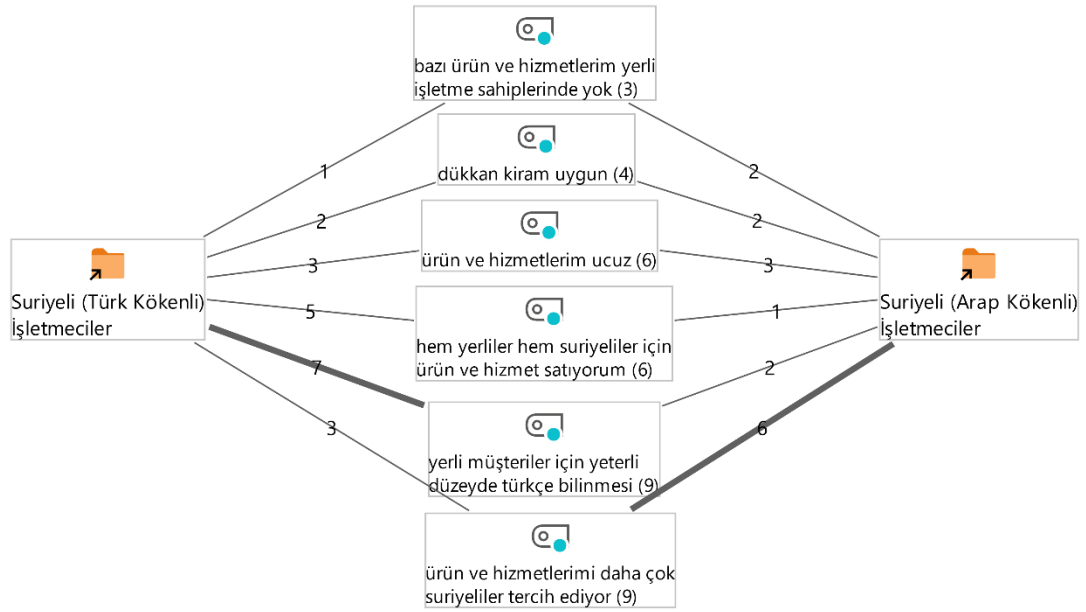 bazı ürün ve hizmetlerim yerli
işletme sahiplerinde yok (3)
dükkan kiram uygun (4)
ürün ve hizmetlerim ucuz (6)
hem yerliler hem suriyeliler için
ürün ve hizmet satıyorum (6)
yerli müşteriler için yeterli
düzeyde türkçe bilinmesi (9)
ürün ve hizmetlerimi daha çok
suriyeliler tercih ediyor (9)
Suriyeli (Türk Kökenli)
İşletmeciler
1
2
3
5
7
3
Suriyeli (Arap Kökenli)
İşletmeciler
2
2
3
1
2
6